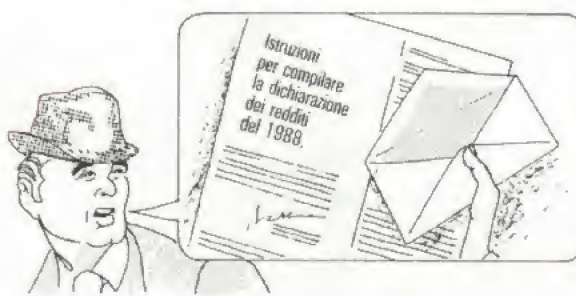 Istruzioni
per compilare
la dichiarazione
dei redditi
del 1988.